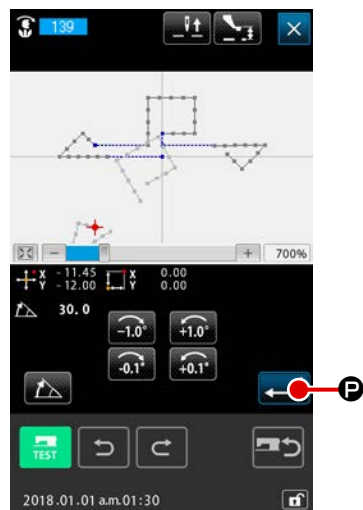 139
700%
X -11.45 X 0.00
Y -12.00 Y 0.00
30.0
-1.0° +1.0°
-0.1° +0.1°
P
TEST
2018.01.01 a.m.01:30